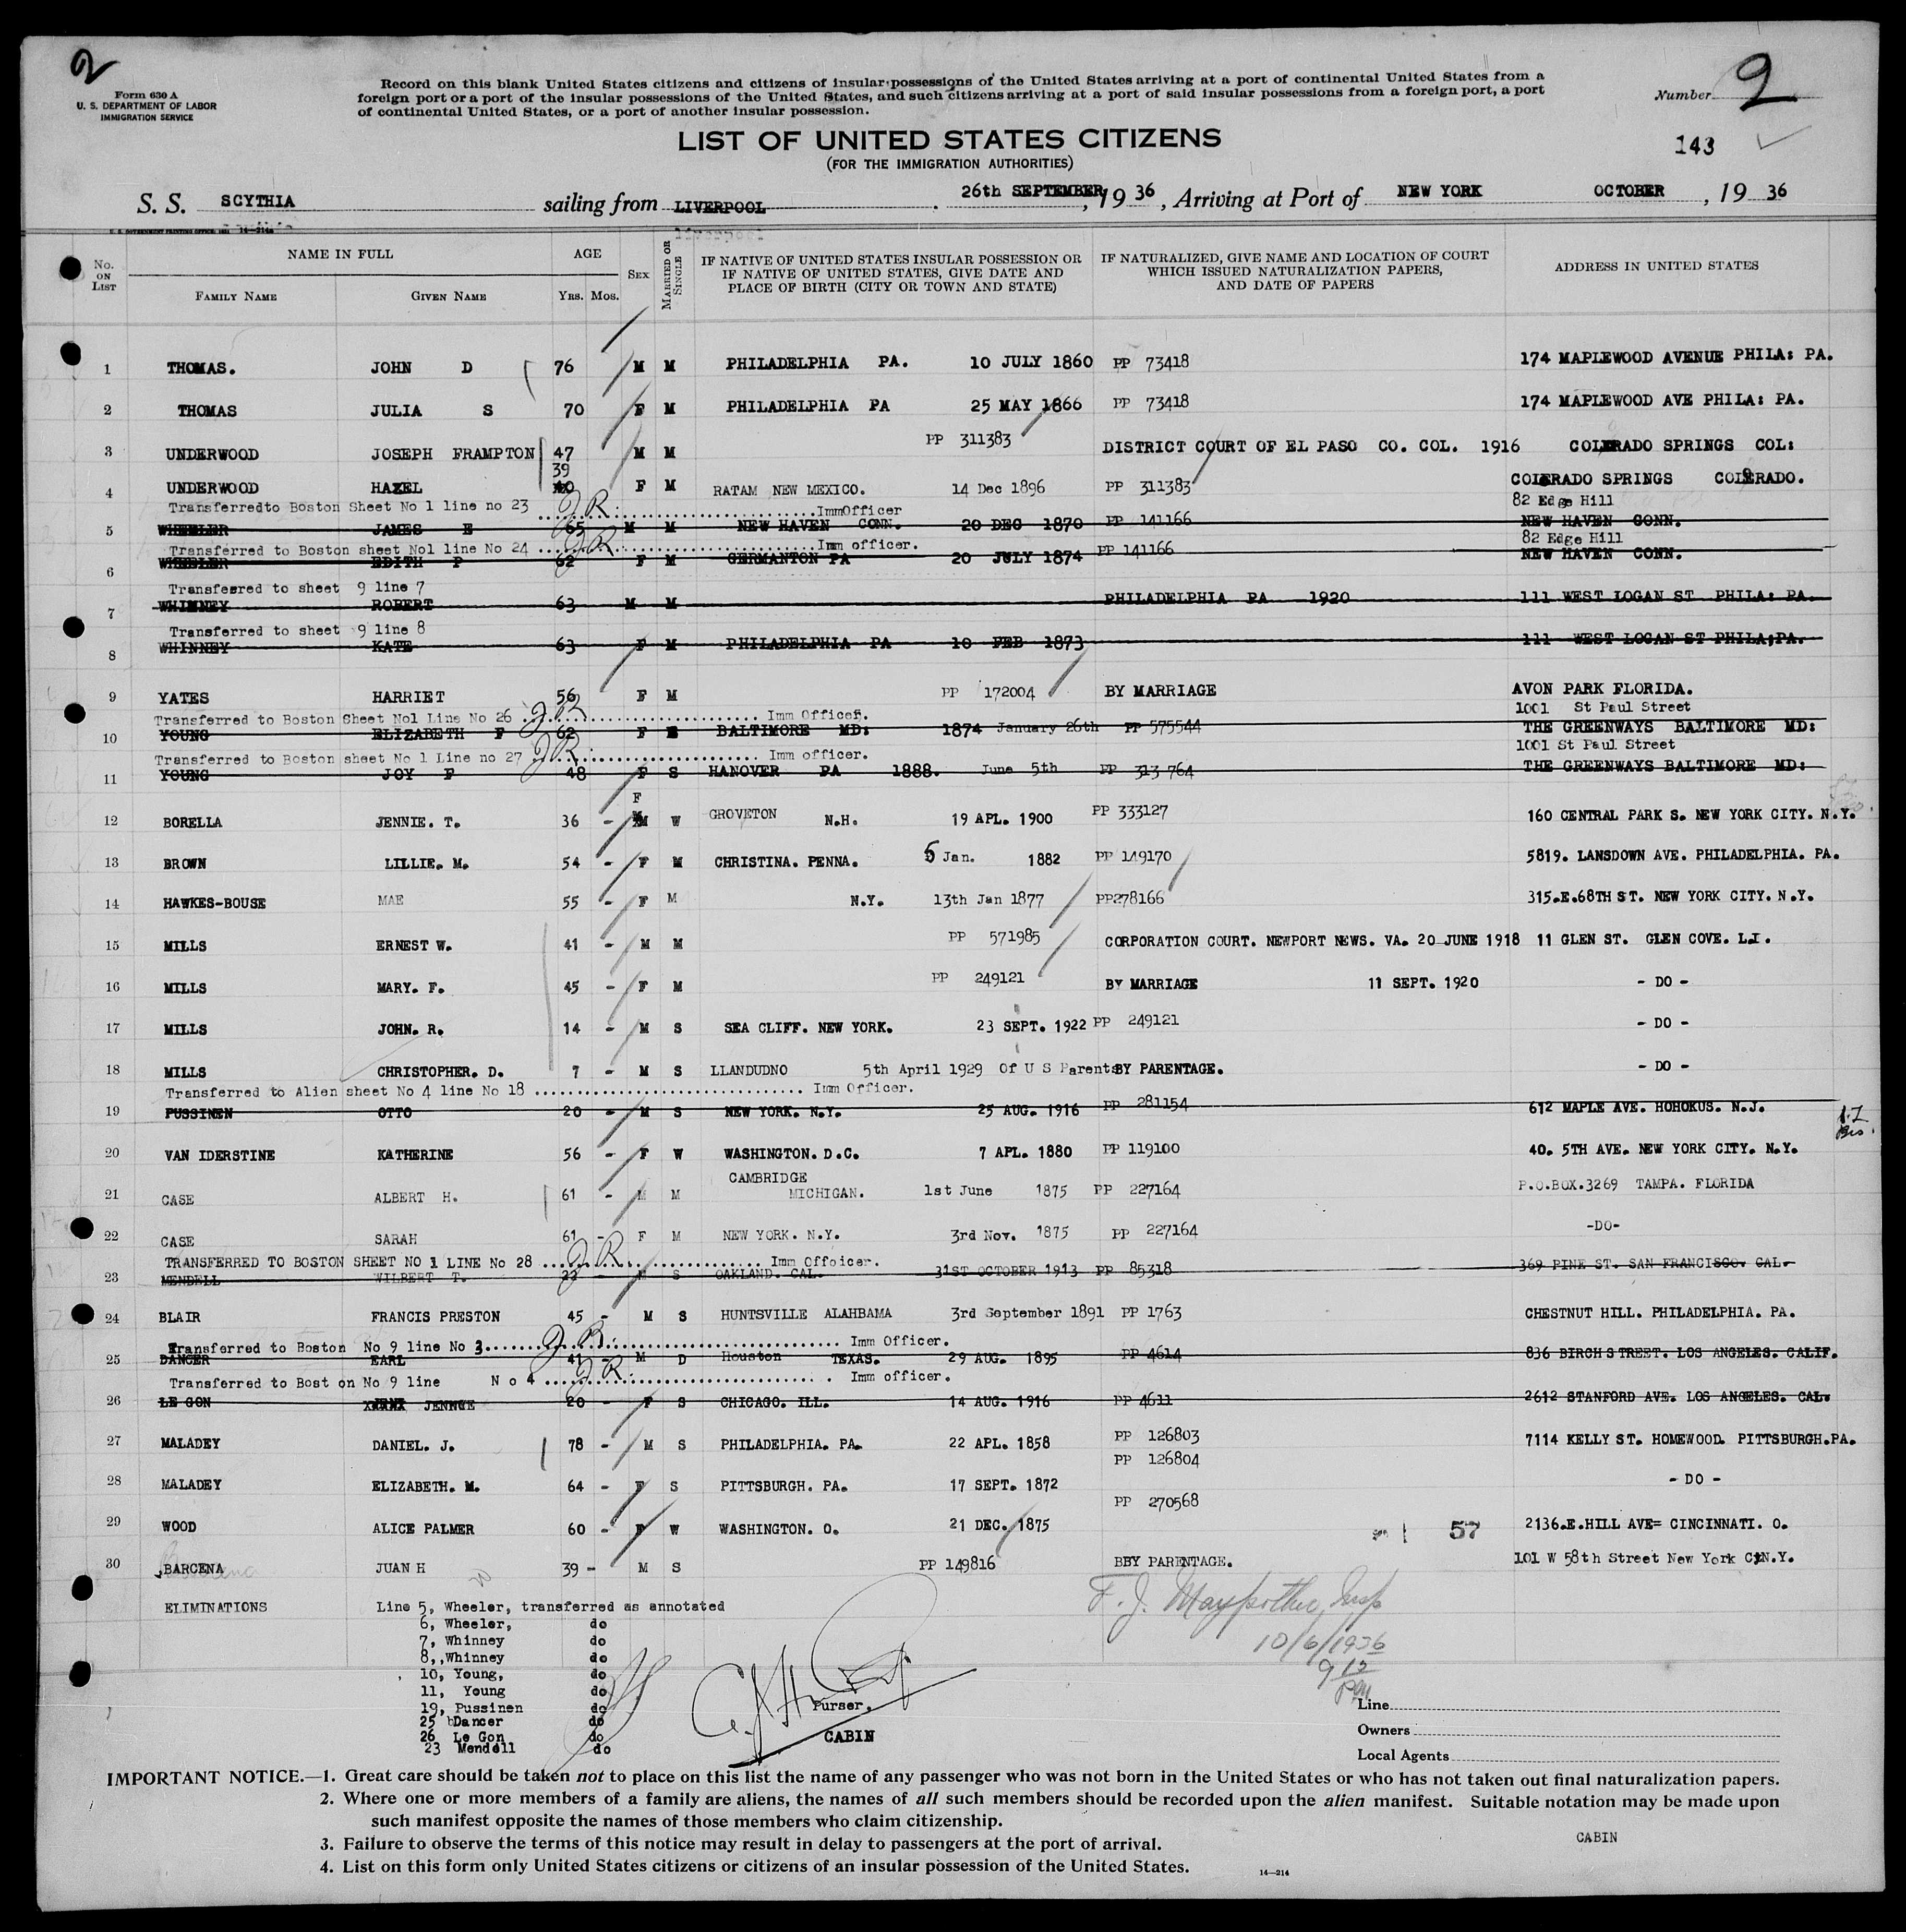 2
Form 630 A
U. S. DEPARTMENT OF LABOR
IMMIGRATION SERVICE
Record on this blank United States citizens and citizens of insular possessions of the United States arriving at a port of continental United States from a
foreign port or a port of the insular possessions of the United States, and such citizens arriving at a port of said insular possessions from a foreign port, a port
of continental United States, or a port of another insular possession.
Number 2
LIST OF UNITED STATES CITIZENS
(FOR THE IMMIGRATION AUTHORITIES)
143
S. S. SCYTHIA sailing from LIVERPOOL . 26th SEPTEMBER, 19 36, Arriving at Port of NEW YORK OCTOBER, 19 36
No. ON LIST NAME IN FULL FAMILY NAME GIVEN NAME AGE YRS. MOS. SEX MARRIED OR SINGLE IF NATIVE OF UNITED STATES INSULAR POSSESSION OR IF NATIVE OF UNITED STATES, GIVE DATE AND PLACE OF BIRTH (CITY OR TOWN AND STATE) IF NATURALIZED, GIVE NAME AND LOCATION OF COURT WHICH ISSUED NATURALIZATION PAPERS, AND DATE OF PAPERS ADDRESS IN UNITED STATES
1 THOMAS. JOHN D 76 M M PHILADELPHIA PA. 10 JULY 1860 PP 73418 174 MAPLEWOOD AVENUE PHILA: PA.
2 THOMAS JULIA S 70 F M PHILADELPHIA PA 25 MAY 1866 PP 73418 174 MAPLEWOOD AVE PHILA: PA.
3 UNDERWOOD JOSEPH FRAMPTON 47 M M PP 311383 DISTRICT COURT OF EL PASO CO. COL. 1916 COLERADO SPRINGS COL:
39
4 UNDERWOOD HAZEL 40 F M RATAM NEW MEXICO. 14 Dec 1896 PP 311383 COLERADO SPRINGS COLERADO.
Transferredto Boston Sheet No 1 line no 23 JR ImmOfficer 82 Edge Hill
5 WHEELER JAMES E 65 M M NEW HAVEN CONN. 20 DEC 1870 PP 141166 NEW HAVEN CONN.
Transferred to Boston sheet No1 line No 24 JR Imm officer. 82 Edge Hill
6 WHEELER EDITH P 62 F M GERMANTON PA 20 JULY 1874 PP 141166 NEW HAVEN CONN.
Transferred to sheet 9 line 7
7 WHINNEY ROBERT 63 M M PHILADELPHIA PA 1920 111 WEST LOGAN ST PHILA: PA.
Transferred to sheet 9 line 8
8 WHINNEY KATE 63 F M PHILADELPHIA PA 10 FEB 1873 111 WEST LOGAN ST PHILA;PA.
9 YATES HARRIET 56 F M PP 172004 BY MARRIAGE AVON PARK FLORIDA.
Transferred to Boston Sheet No1 Line No 26 JR Imm Officer. 1001 St Paul Street
10 YOUNG ELIZABETH F 62 F BALTIMORE MD: 1874 January 26th PP 575544 THE GREENWAYS BALTIMORE MD:
Transferred to Boston sheet No 1 Line no 27 JR Imm officer. 1001 St Paul Street
11 YOUNG JOY F 48 F S HANOVER PA 1888. June 5th PP 313 764 THE GREENWAYS BALTIMORE MD:
F
12 BORELLA JENNIE. T. 36 - M W GROVETON N.H. 19 APL. 1900 PP 333127 160 CENTRAL PARK S. NEW YORK CITY. N.Y.
13 BROWN LILLIE. M. 54 - F M CHRISTINA. PENNA. 5 Jan. 1882 PP 149170 5819. LANSDOWN AVE. PHILADELPHIA. PA.
14 HAWKES-BOUSE MAE 55 - F M N.Y. 13th Jan 1877 PP278166 315.E.68TH ST. NEW YORK CITY. N.Y.
15 MILLS ERNEST W. 41 - M M PP 571985 CORPORATION COURT. NEWPORT NEWS. VA. 20 JUNE 1918 11 GLEN ST. GLEN COVE. L.I.
16 MILLS MARY. F. 45 - F M PP 249121 BY MARRIAGE 11 SEPT. 1920 - DO -
17 MILLS JOHN. R. 14 - M S SEA CLIFF. NEW YORK. 23 SEPT. 1922 PP 249121 - DO -
18 MILLS CHRISTOPHER. D. 7 - M S LLANDUDNO 5th April 1929 Of U S Parents BY PARENTAGE. - DO -
Transferred to Alien sheet No 4 line No 18 Imm Officer.
19 PUSSINEN OTTO 20 - M S NEW YORK. N.Y. 25 AUG. 1916 PP 281154 612 MAPLE AVE. HOHOKUS. N.J.
20 VAN IDERSTINE KATHERINE 56 - F W WASHINGTON. D.C. 7 APL. 1880 PP 119100 40. 5TH AVE. NEW YORK CITY. N.Y.
21 CASE ALBERT H. 61 - M M CAMBRIDGE MICHIGAN. 1st June 1875 PP 227164 P.O.BOX.3269 TAMPA. FLORIDA
22 CASE SARAH 61 - F M NEW YORK. N.Y. 3rd Nov. 1875 PP 227164 -DO-
TRANSFERRED TO BOSTON SHEET NO 1 LINE No 28 JR Imm Offoicer.
23 MENDELL WILBERT T. 22 - M S OAKLAND. CAL. 31ST OCTOBER 1913 PP 85318 369 PINE ST. SAN FRANCISCO. CAL.
24 BLAIR FRANCIS PRESTON 45 - M S HUNTSVILLE ALAHBAMA 3rd September 1891 PP 1763 CHESTNUT HILL. PHILADELPHIA. PA.
Transferred to Boston No 9 line No 3 JR Imm Officer.
25 DANCER EARL 41 - M D Houston TEXAS. 29 AUG. 1895 PP 4614 836 BIRCH STREET. LOS ANGELES. CALIF.
Transferred to Bost on No 9 line N o 4 JR Imm officer.
26 LE GON JENNIE 20 - F S CHICAGO. ILL. 14 AUG. 1916 PP 4611 2612 STANFORD AVE. LOS ANGELES. CAL.
27 MALADEY DANIEL. J. 78 - M S PHILADELPHIA. PA. 22 APL. 1858 PP 126803 7114 KELLY ST. HOMEWOOD. PITTSBURGH.PA.
PP 126804
28 MALADEY ELIZABETH. M. 64 - F S PITTSBURGH. PA. 17 SEPT. 1872 - DO -
PP 270568
29 WOOD ALICE PALMER 60 - F W WASHINGTON. O. 21 DEC. 1875 57 2136.E.HILL AVE= CINCINNATI. O.
30 BARCENA JUAN H 39 - M S PP 149816 BBY PARENTAGE. 101 W 58th Street New York C N.Y.
ELIMINATIONS Line 5, Wheeler, transferred as annotated
6, Wheeler, do
7, Whinney do
8,,Whinney do
10, Young, do
11, Young do
19, Pussinen do
25 Dancer do
26 Le Gon do
23 Mendell do
10/6/1936
Purser.
CABIN
Line
Owners
Local Agents
IMPORTANT NOTICE.—1. Great care should be taken not to place on this list the name of any passenger who was not born in the United States or who has not taken out final naturalization papers.
2. Where one or more members of a family are aliens, the names of all such members should be recorded upon the alien manifest. Suitable notation may be made upon
such manifest opposite the names of those members who claim citizenship.
3. Failure to observe the terms of this notice may result in delay to passengers at the port of arrival.
4. List on this form only United States citizens or citizens of an insular possession of the United States.
CABIN
14—214